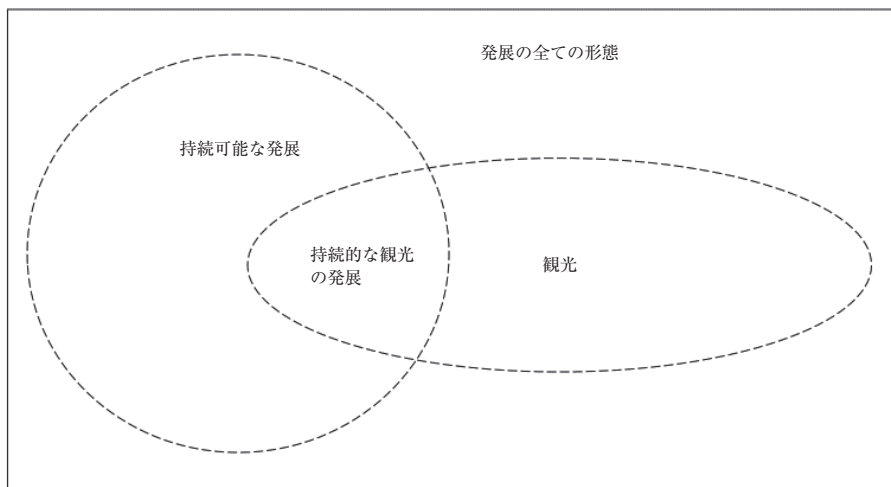 発展の全ての形態
持続可能な発展
持続的な観光
の発展
観光